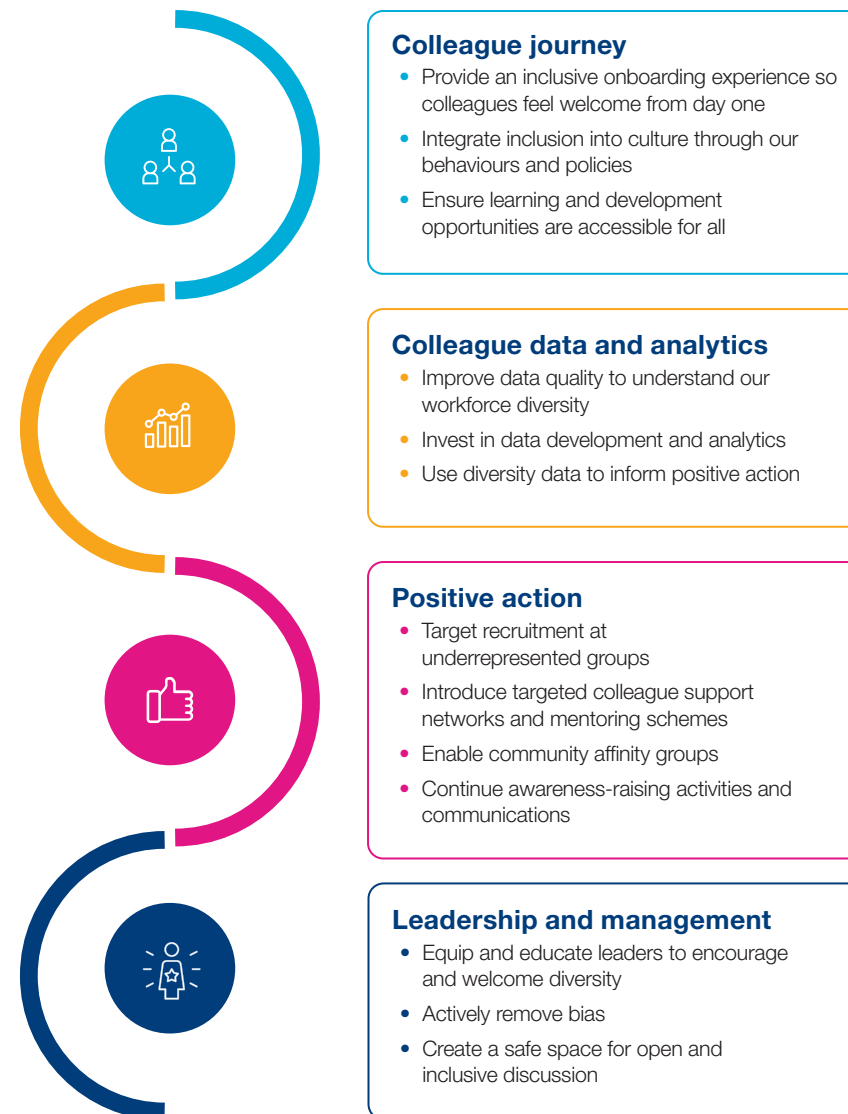 Colleague journey
• Provide an inclusive onboarding experience so
colleagues feel welcome from day one
• Integrate inclusion into culture through our
behaviours and policies
• Ensure learning and development
opportunities are accessible for all
Colleague data and analytics
• Improve data quality to understand our
workforce diversity
• Invest in data development and analytics
• Use diversity data to inform positive action
Positive action
• Target recruitment at
underrepresented groups
• Introduce targeted colleague support
networks and mentoring schemes
• Enable community affinity groups
• Continue awareness-raising activities and
communications
Leadership and management
• Equip and educate leaders to encourage
and welcome diversity
• Actively remove bias
• Create a safe space for open and
inclusive discussion